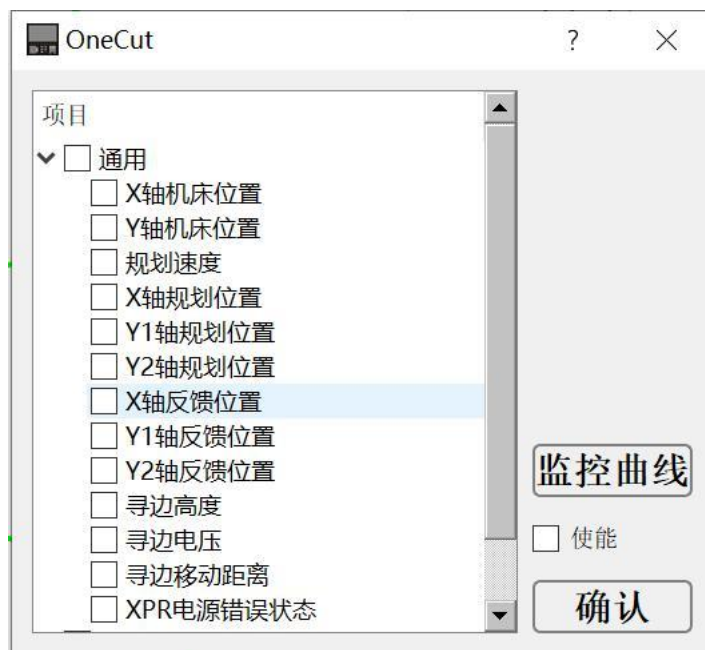 OneCut
项目
通用
X轴机床位置
Y轴机床位置
规划速度
X轴规划位置
Y1轴规划位置
Y2轴规划位置
X轴反馈位置
Y1轴反馈位置
Y2轴反馈位置
寻边高度
寻边电压
寻边移动距离
XPR电源错误状态
监控曲线
使能
确认